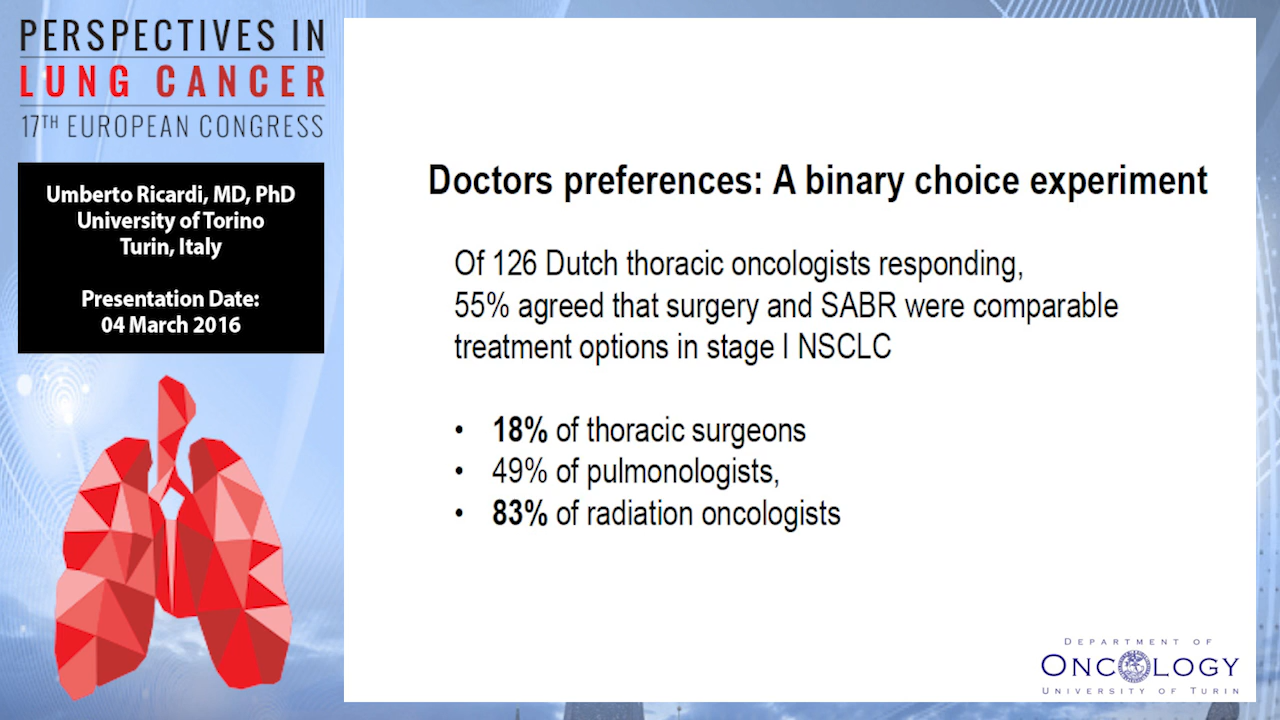 PERSPECTIVES IN
LUNG CANCER
17TH EUROPEAN CONGRESS
Umberto Ricardi, MD, PhD
University of Torino
Turin, Italy
Presentation Date:
04 March 2016
Doctors preferences: A binary choice experiment
Of 126 Dutch thoracic oncologists responding,
55% agreed that surgery and SABR were comparable
treatment options in stage I NSCLC
• 18% of thoracic surgeons
• 49% of pulmonologists,
• 83% of radiation oncologists
DEPARTMENT OF
ONCOLOGY
UNIVERSITY OF TURIN